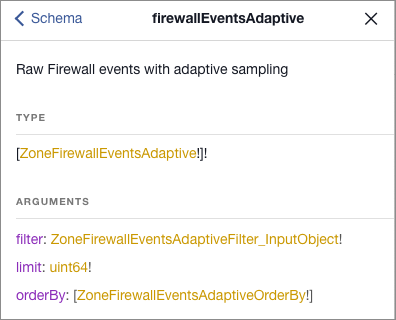 Schema firewallEventsAdaptive
Raw Firewall events with adaptive sampling
TYPE
[ZoneFirewallEventsAdaptive!]!
ARGUMENTS
filter: ZoneFirewallEventsAdaptiveFilter_InputObject!
limit: uint64!
orderBy: [ZoneFirewallEventsAdaptiveOrderBy!]